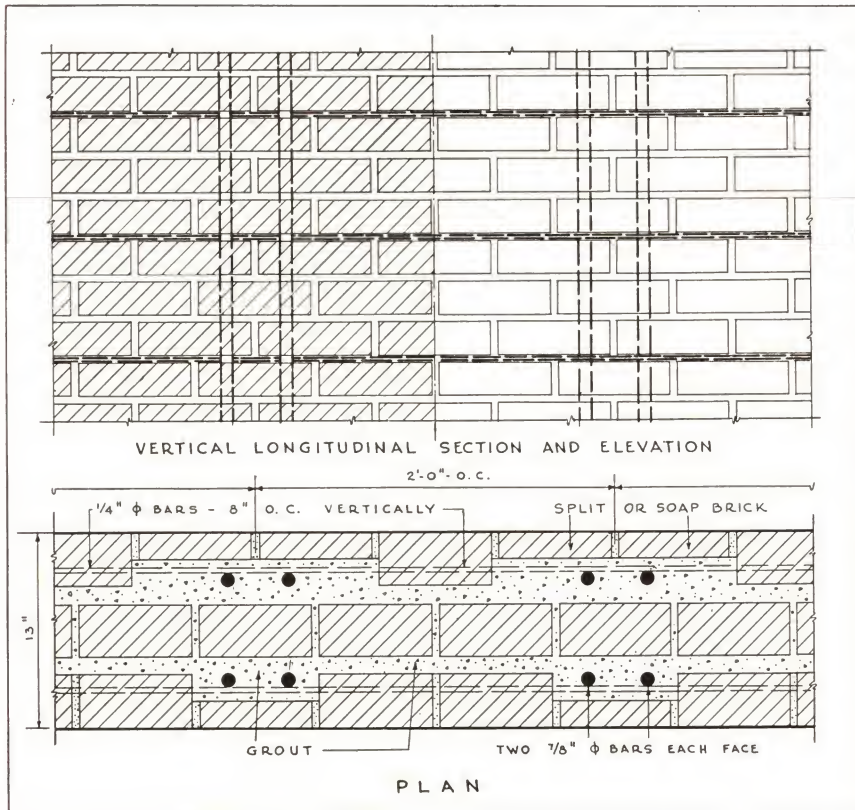 VERTICAL LONGITUDINAL SECTION AND ELEVATION
2'-0"-O.C.
1/4" ϕ BARS - 8" O.C. VERTICALLY
SPLIT OR SOAP BRICK
13"
GROUT
TWO 7/8" ϕ BARS EACH FACE
PLAN